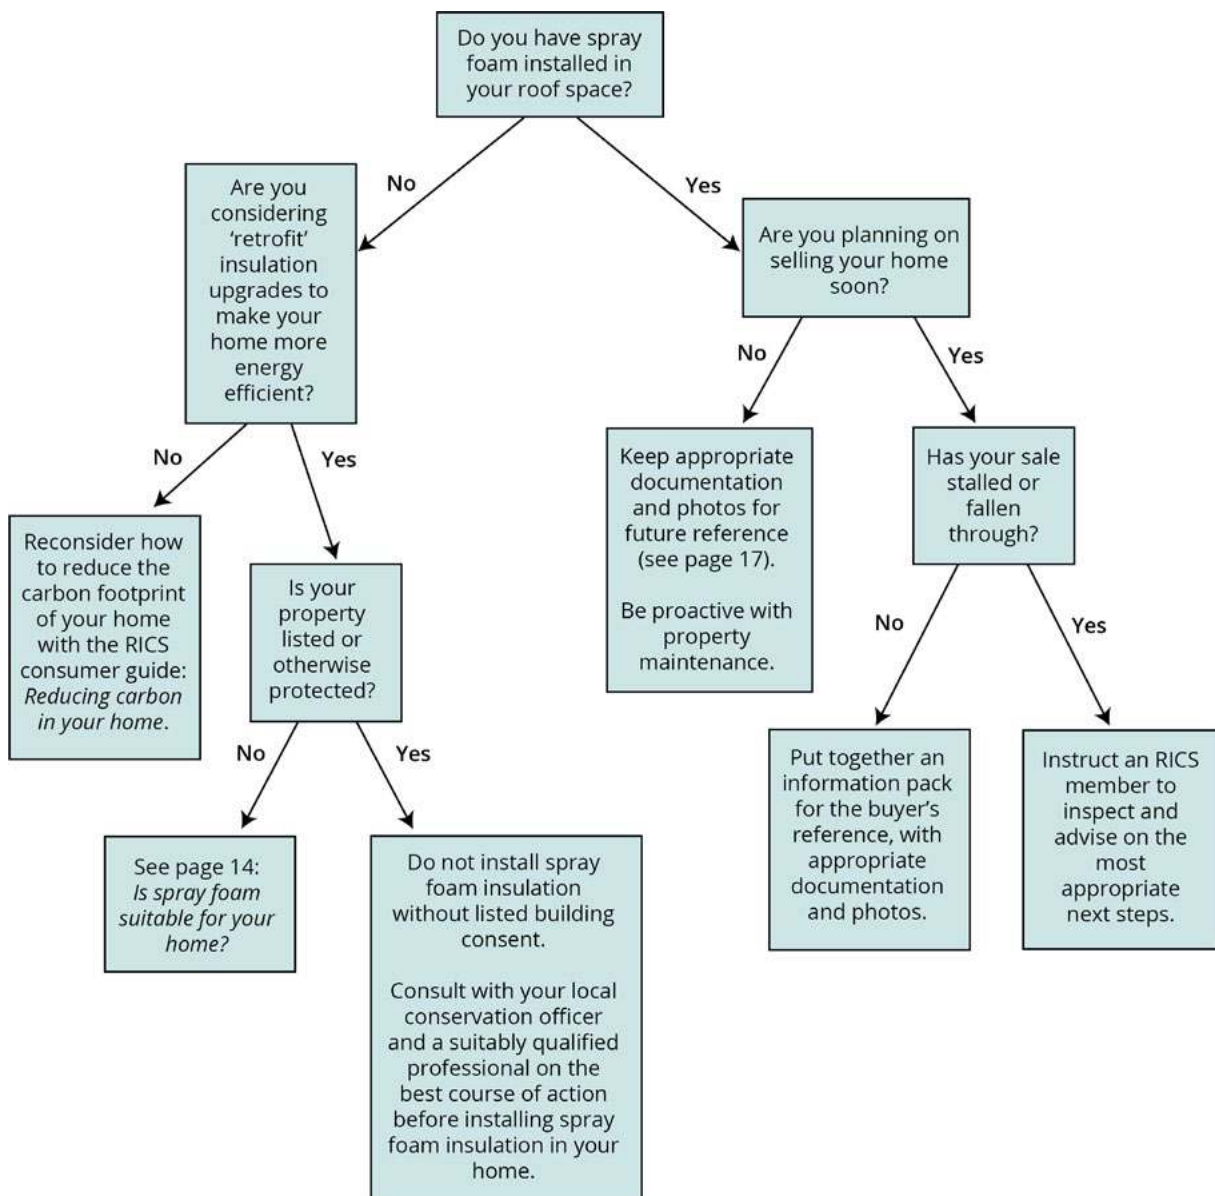 Do you have spray
foam installed in
your roof space?
No
Yes
Are you
considering
‘retrofit’
insulation
upgrades to
make your
home more
energy
efficient?
Are you planning on
selling your home
soon?
No
Yes
No
Yes
Reconsider how
to reduce the
carbon footprint
of your home
with the RICS
consumer guide:
Reducing carbon
in your home.
Is your
property
listed or
otherwise
protected?
Keep appropriate
documentation
and photos for
future reference
(see page 17).
Be proactive with
property
maintenance.
Has your sale
stalled or
fallen
through?
No
Yes
No
Yes
See page 14:
Is spray foam
suitable for your
home?
Do not install spray
foam insulation
without listed building
consent.
Consult with your local
conservation officer
and a suitably qualified
professional on the
best course of action
before installing spray
foam insulation in your
home.
Put together an
information pack
for the buyer’s
reference, with
appropriate
documentation
and photos.
Instruct an RICS
member to
inspect and
advise on the
most
appropriate
next steps.